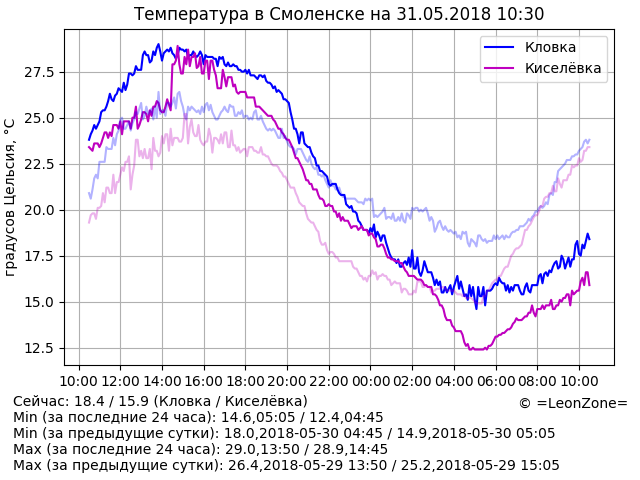 Температура в Смоленске на 31.05.2018 10:30
градусов Цельсия, °C
27.5
25.0
22.5
20.0
17.5
15.0
12.5
Кловка
Киселёвка
10:00 12:00 14:00 16:00 18:00 20:00 22:00 00:00 02:00 04:00 06:00 08:00 10:00
Сейчас: 18.4 / 15.9 (Кловка / Киселёвка)
© =LeonZone=
Min (за последние 24 часа): 14.6,05:05 / 12.4,04:45
Min (за предыдущие сутки): 18.0,2018-05-30 04:45 / 14.9,2018-05-30 05:05
Max (за последние 24 часа): 29.0,13:50 / 28.9,14:45
Max (за предыдущие сутки): 26.4,2018-05-29 13:50 / 25.2,2018-05-29 15:05